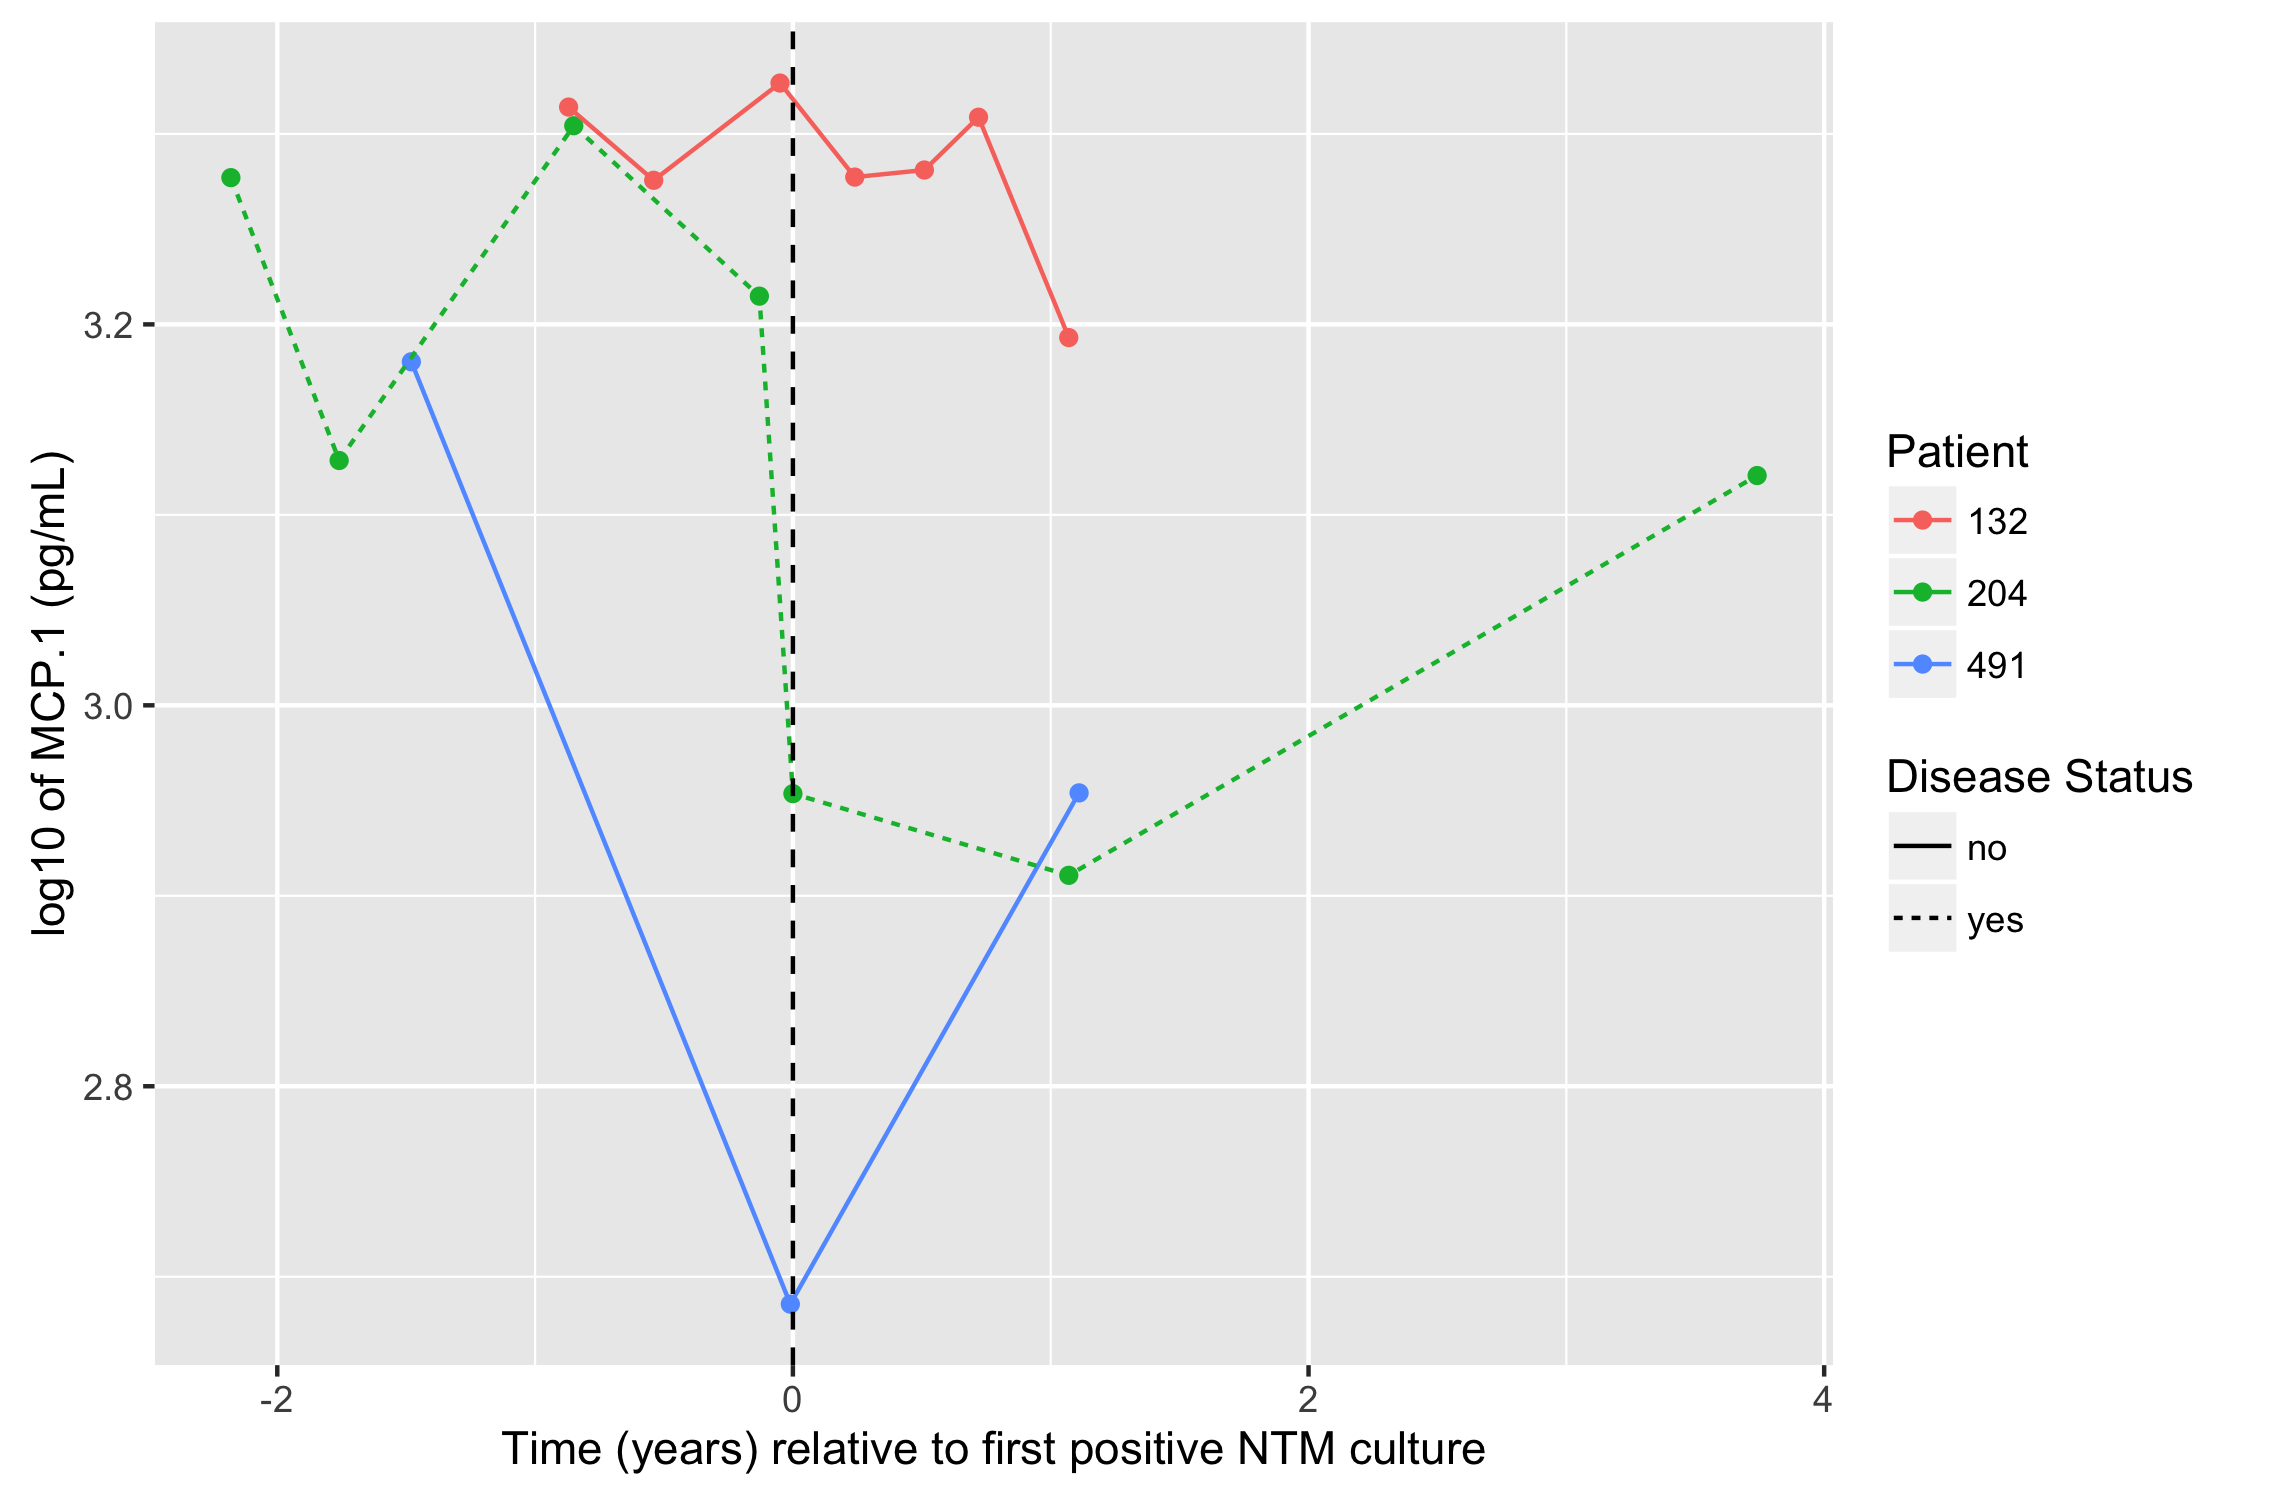 log10 of MCP.1 (pg/mL)
3.2
3.0
2.8
-2
0
2
4
Time (years) relative to first positive NTM culture
Patient
132
204
491
Disease Status
no
yes